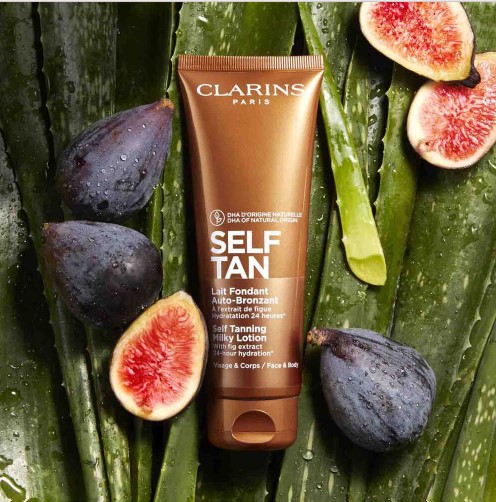 CLARINS
PARIS
DHA D'ORIGINE NATURELLE
DHA OF NATURAL ORIGIN
SELF
TAN
Lait Fondant
Auto-Bronzant
À l'extrait de figue
Hydratation 24 heures*
Self Tanning
Milky Lotion
With fig extract
24-hour hydration*
Visage & Corps / Face & Body